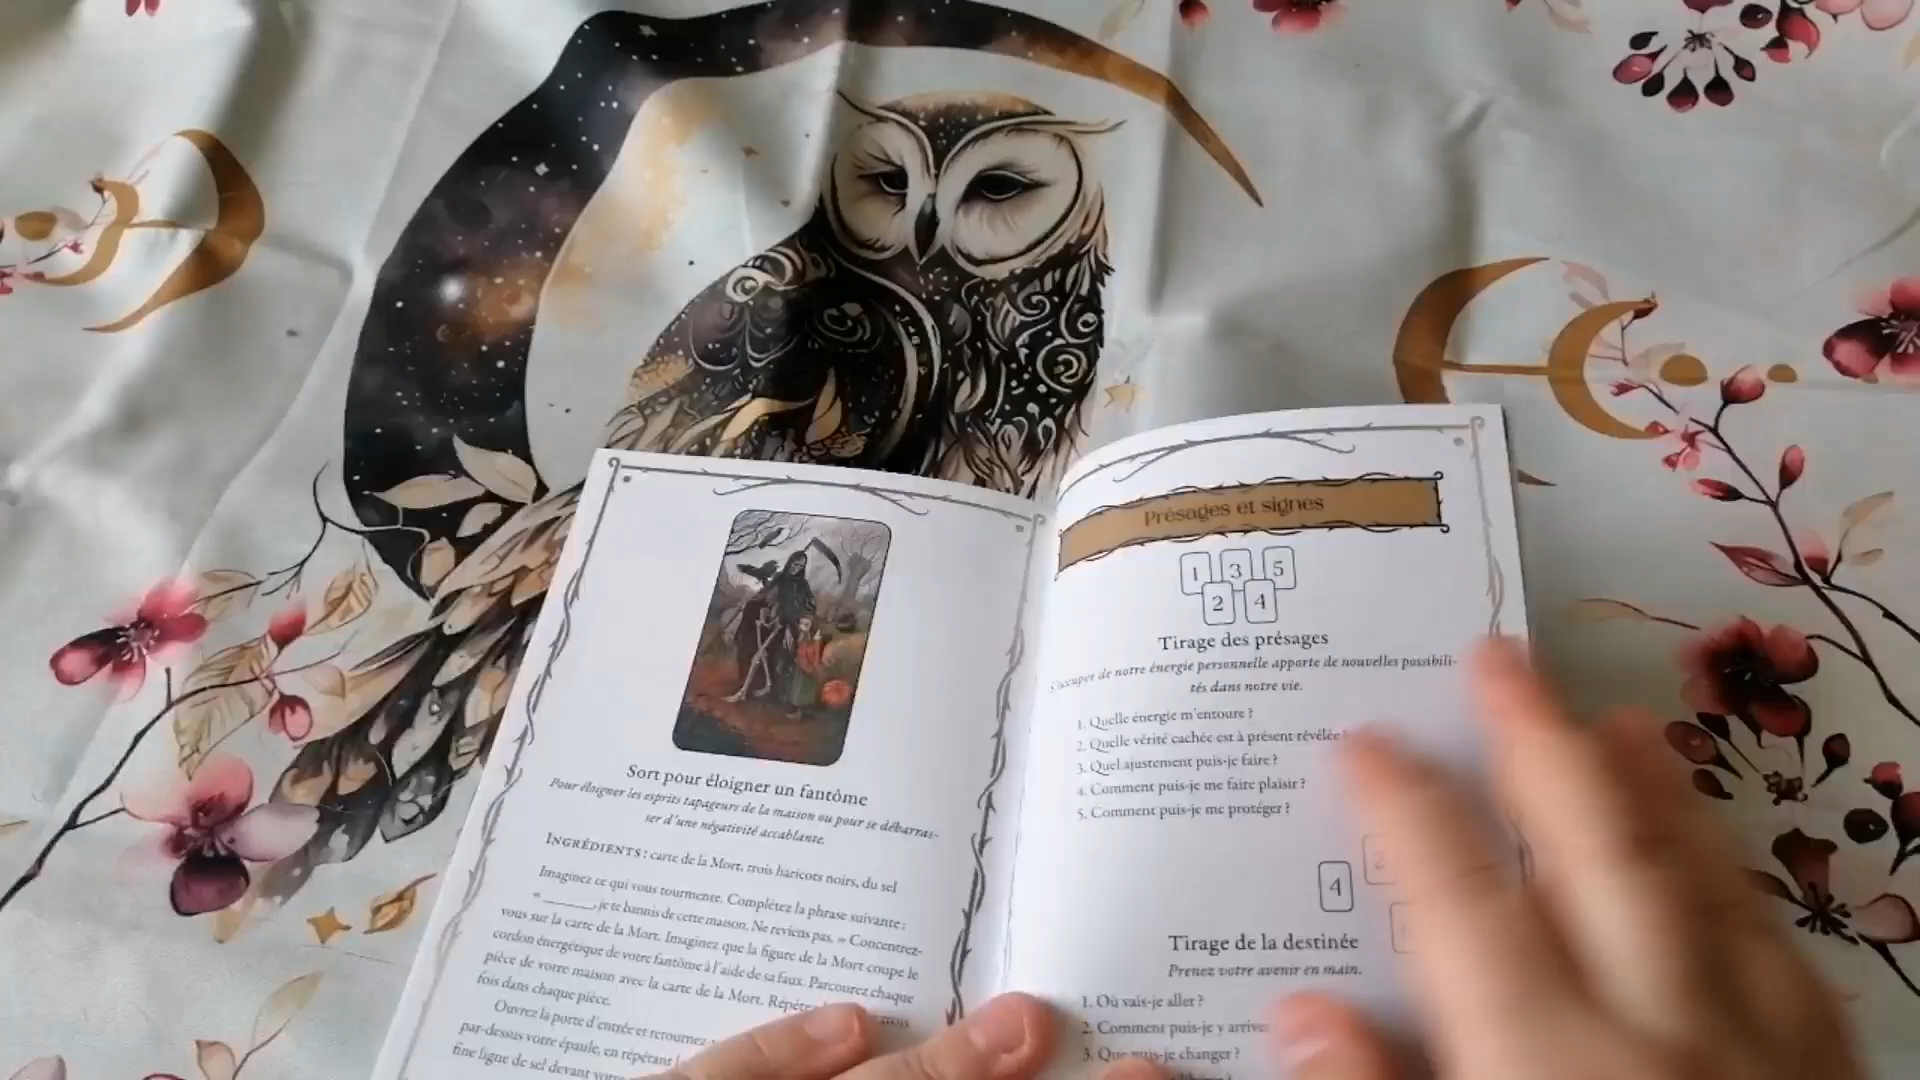 Sort pour éloigner un fantôme
Pour éloigner les esprits tapageurs de la maison ou pour se débarras-
ser d'une négativité accablante.
INGRÉDIENTS : carte de la Mort, trois haricots noirs, du sel
Imaginez ce qui vous tourmente. Complétez la phrase suivante :
« ______, je te bannis de cette maison. Ne reviens pas. » Concentrez-
vous sur la carte de la Mort. Imaginez que la figure de la Mort coupe le
cordon énergétique de votre fantôme à l'aide de sa faux. Parcourez chaque
pièce de votre maison avec la carte de la Mort. Répétez trois
fois dans chaque pièce.
Ouvrez la porte d'entrée et retournez
par-dessus votre épaule, en répétant
fine ligne de sel devant votre
Présages et signes
1 3 5
2 4
Tirage des présages
S'occuper de notre énergie personnelle apporte de nouvelles possibili-
tés dans notre vie.
1. Quelle énergie m'entoure ?
2. Quelle vérité cachée est à présent révélée ?
3. Quel ajustement puis-je faire ?
4. Comment puis-je me faire plaisir ?
5. Comment puis-je me protéger ?
2
4
Tirage de la destinée
Prenez votre avenir en main.
1. Où vais-je aller ?
2. Comment puis-je y arriver
3. Que puis-je changer ?